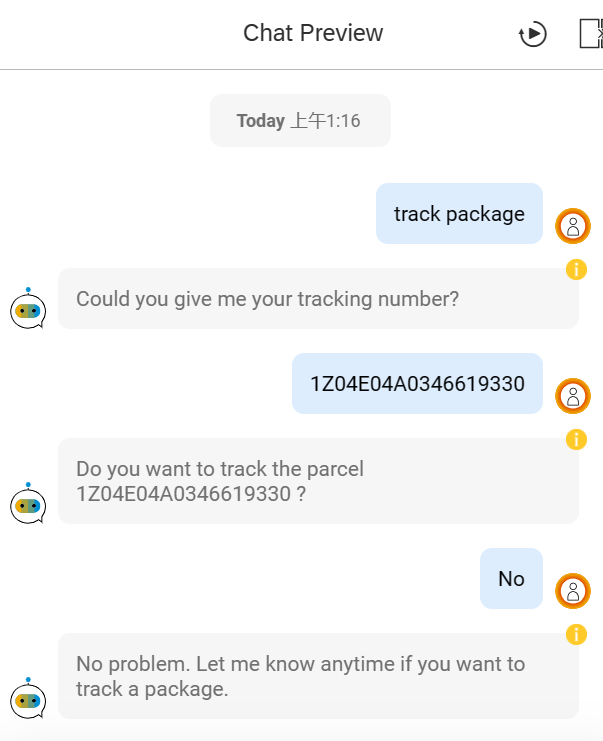 Chat Preview
Today 上午1:16
track package
Could you give me your tracking number?
1Z04E04A0346619330
Do you want to track the parcel
1Z04E04A0346619330 ?
No
No problem. Let me know anytime if you want to
track a package.